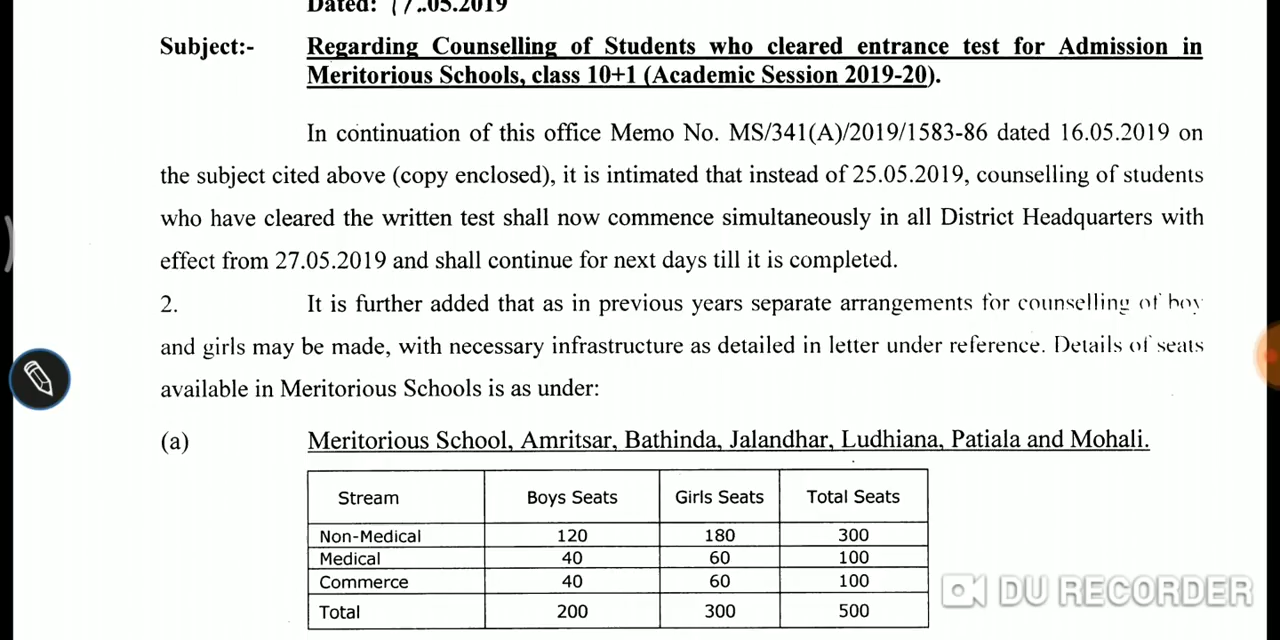 Dated: 17.05.2019
Subject:- Regarding Counselling of Students who cleared entrance test for Admission in
Meritorious Schools, class 10+1 (Academic Session 2019-20).
In continuation of this office Memo No. MS/341(A)/2019/1583-86 dated 16.05.2019 on
the subject cited above (copy enclosed), it is intimated that instead of 25.05.2019, counselling of students
who have cleared the written test shall now commence simultaneously in all District Headquarters with
effect from 27.05.2019 and shall continue for next days till it is completed.
2. It is further added that as in previous years separate arrangements for counselling of boy
and girls may be made, with necessary infrastructure as detailed in letter under reference. Details of seats
available in Meritorious Schools is as under:
(a) Meritorious School, Amritsar, Bathinda, Jalandhar, Ludhiana, Patiala and Mohali.
Stream Boys Seats Girls Seats Total Seats
Non-Medical 120 180 300
Medical 40 60 100
Commerce 40 60 100
Total 200 300 500
DU RECORDER